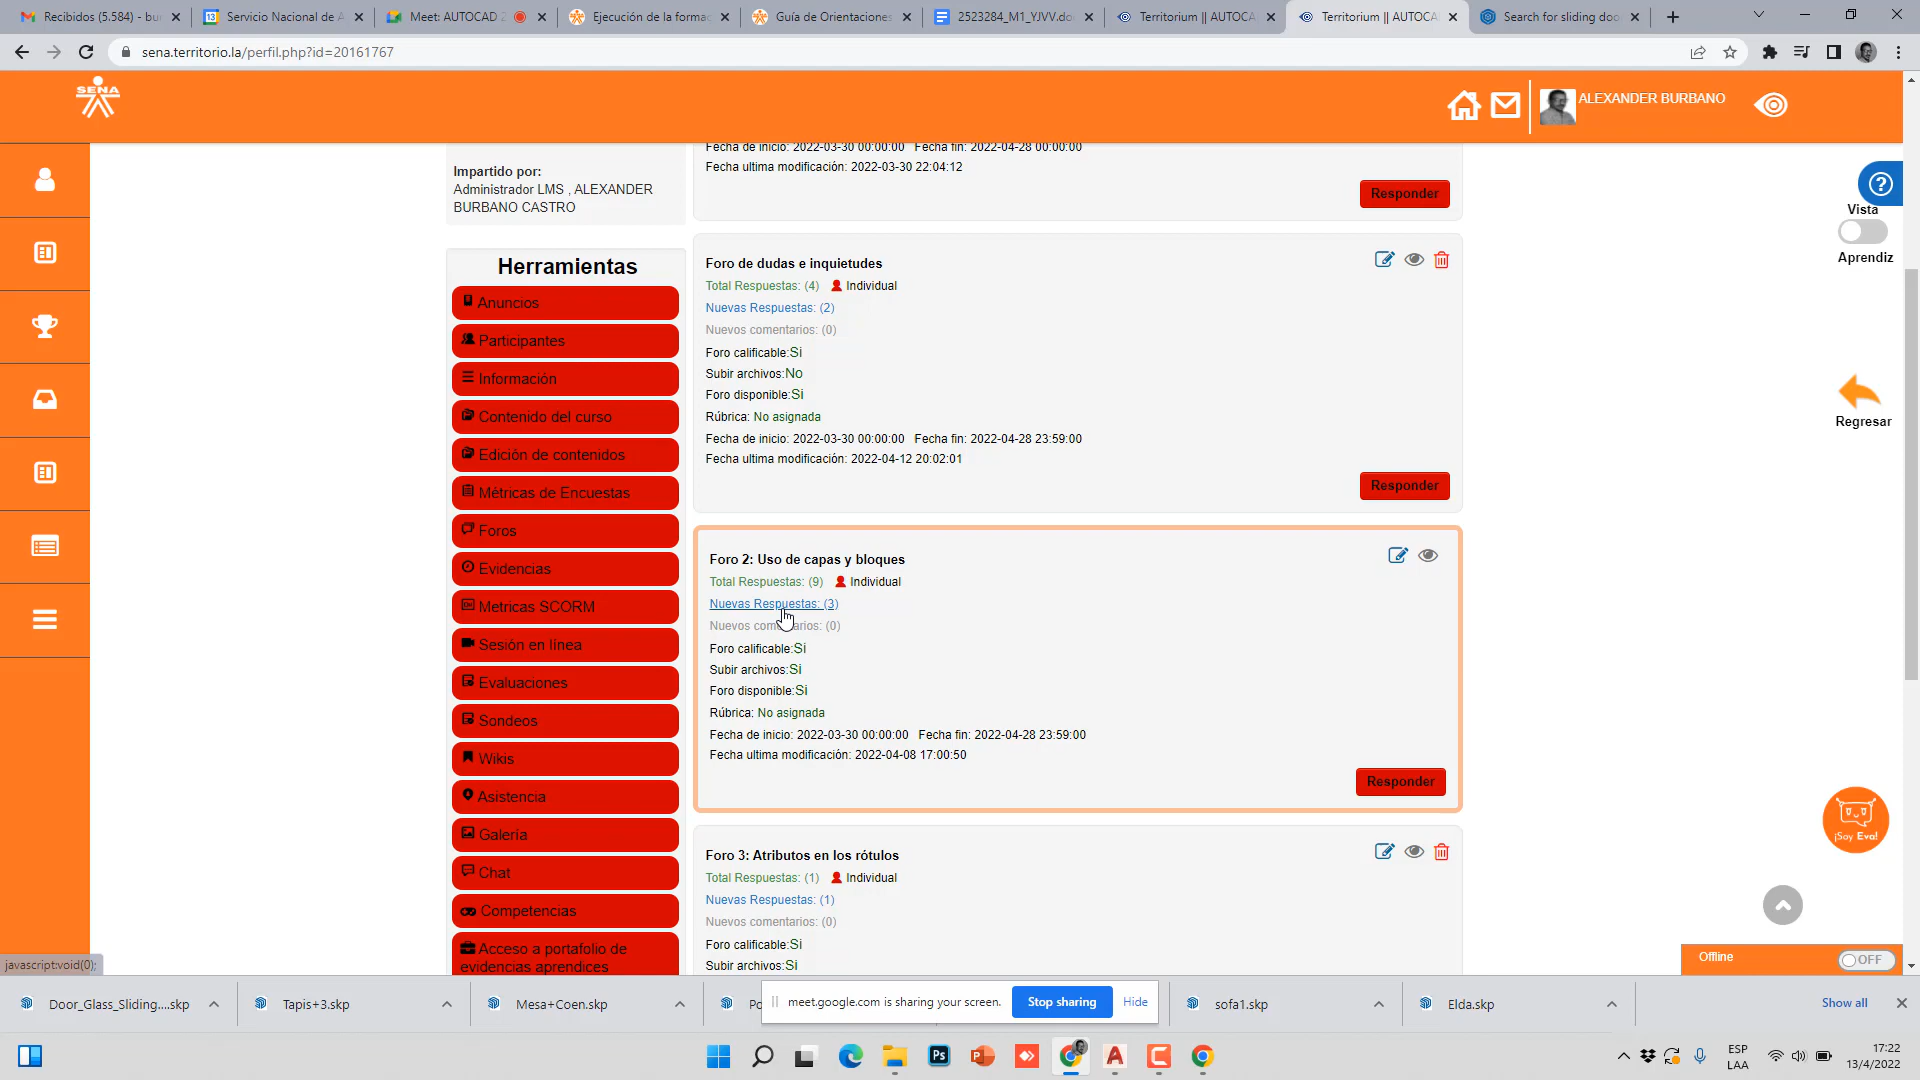 Recibidos (5.584) - bu
Servicio Nacional de A
Meet: AUTOCAD
Ejecución de la formac
Guía de Orientaciones
2523284_M1_YJVV.do
Territorium || AUTOCA
Territorium || AUTOCA
Search for sliding doo
sena.territorio.la/perfil.php?id=20161767
SENA
ALEXANDER BURBANO
Impartido por:
Administrador LMS , ALEXANDER
BURBANO CASTRO
Herramientas
Anuncios
Participantes
Información
Contenido del curso
Edición de contenidos
Métricas de Encuestas
Foros
Evidencias
Metricas SCORM
Sesión en línea
Evaluaciones
Sondeos
Wikis
Asistencia
Galería
Chat
Competencias
Acceso a portafolio de
evidencias aprendices
Fecha de inicio: 2022-03-30 00:00:00 Fecha fin: 2022-04-28 00:00:00
Fecha ultima modificación: 2022-03-30 22:04:12
Responder
Foro de dudas e inquietudes
Total Respuestas: (4) Individual
Nuevas Respuestas: (2)
Nuevos comentarios: (0)
Foro calificable:Si
Subir archivos:No
Foro disponible:Si
Rúbrica: No asignada
Fecha de inicio: 2022-03-30 00:00:00 Fecha fin: 2022-04-28 23:59:00
Fecha ultima modificación: 2022-04-12 20:02:01
Responder
Foro 2: Uso de capas y bloques
Total Respuestas: (9) Individual
Nuevas Respuestas: (3)
Nuevos comentarios: (0)
Foro calificable:Si
Subir archivos:Si
Foro disponible:Si
Rúbrica: No asignada
Fecha de inicio: 2022-03-30 00:00:00 Fecha fin: 2022-04-28 23:59:00
Fecha ultima modificación: 2022-04-08 17:00:50
Responder
Foro 3: Atributos en los rótulos
Total Respuestas: (1) Individual
Nuevas Respuestas: (1)
Nuevos comentarios: (0)
Foro calificable:Si
Subir archivos:Si
Vista
Aprendiz
Regresar
¡Soy Eva!
Offline
OFF
javascript:void(0);
Door_Glass_Sliding....skp
Tapis+3.skp
Mesa+Coen.skp
Po
meet.google.com is sharing your screen.
Stop sharing
Hide
sofa1.skp
Elda.skp
Show all
Ps
ESP
LAA
17:22
13/4/2022